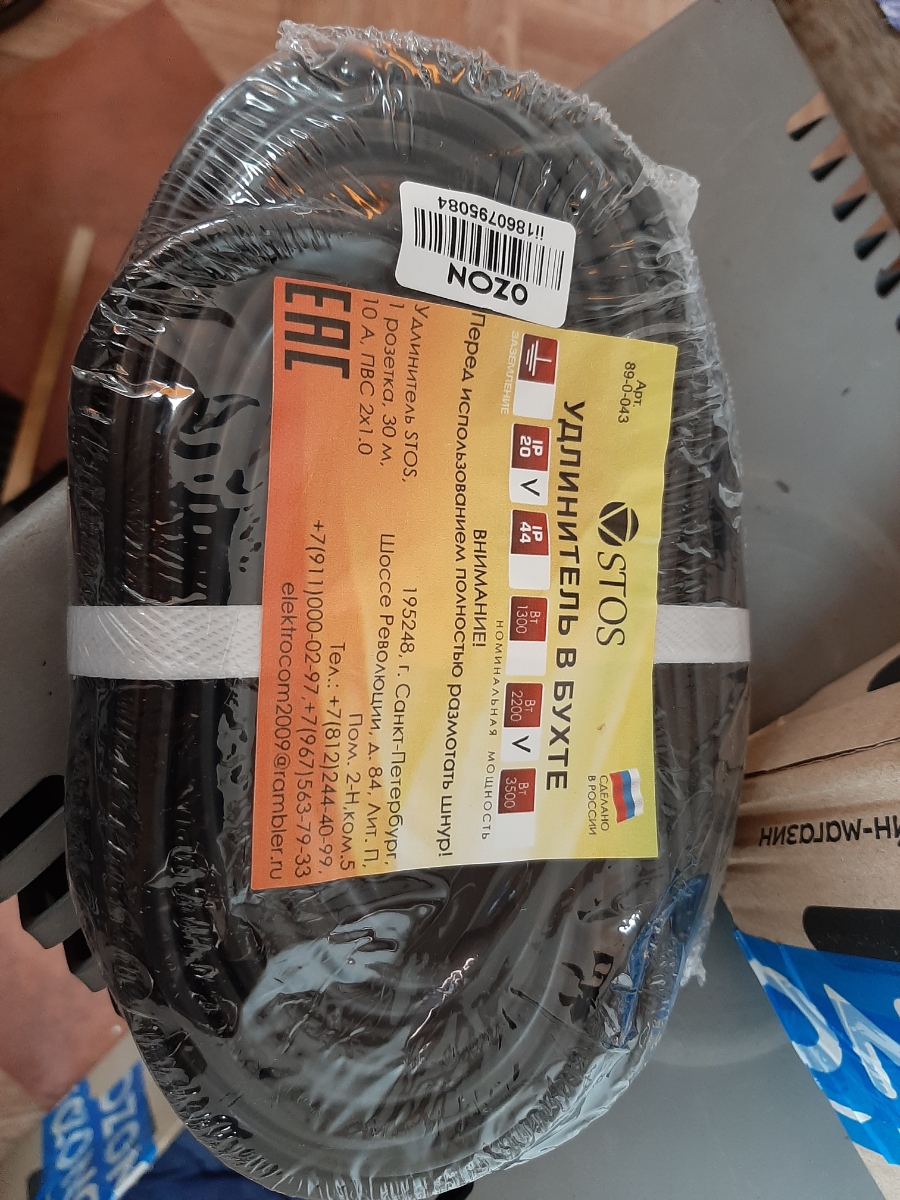 OZON
ii1860795084
Арт.
89-0-043
STOS
СДЕЛАНО
В РОССИИ
УДЛИНИТЕЛЬ В БУХТЕ
ЗАЗЕМЛЕНИЕ
IP
20
V
IP
44
Вт
1300
Вт
2200
V
Вт
3500
НОМИНАЛЬНАЯ МОЩНОСТЬ
ВНИМАНИЕ!
Перед использованием полностью размотать шнур!
Удлинитель STOS,
1 розетка, 30 м,
10 А, ПВС 2х1.0
EAC
195248, г. Санкт-Петербург,
Шоссе Революции, д. 84, Лит. П,
Пом. 2-Н,ком.5
Тел.: +7(812)244-40-99,
+7(911)000-02-97,+7(967)563-79-33
elektrocom2009@rambler.ru
н-магазин
OZON
OZON